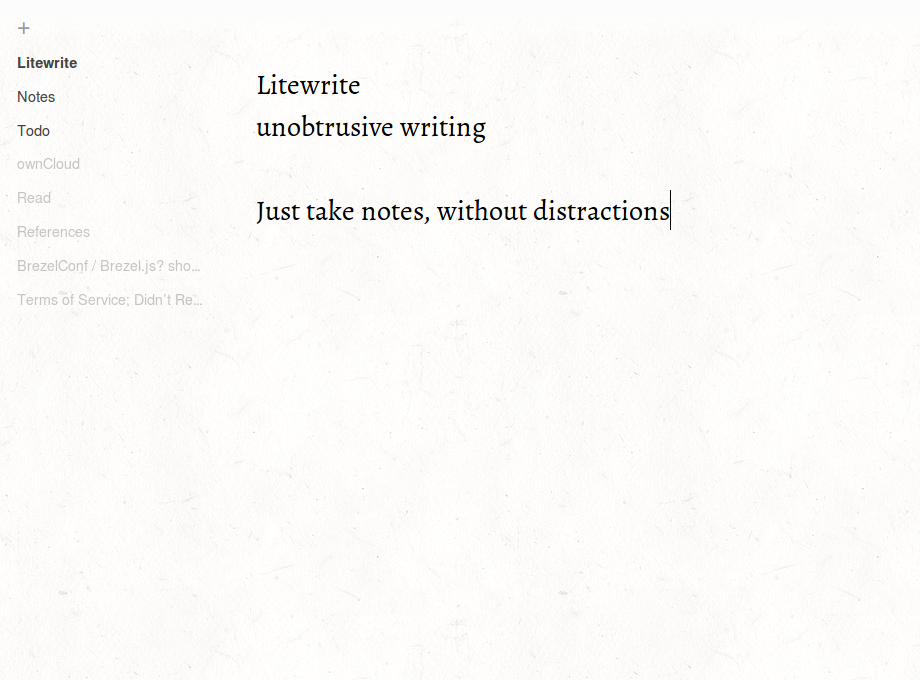 +
Litewrite
Notes
Todo
ownCloud
Read
References
BrezelConf / Brezel.js? sho...
Terms of Service; Didn't Re...
Litewrite
unobtrusive writing
Just take notes, without distractions